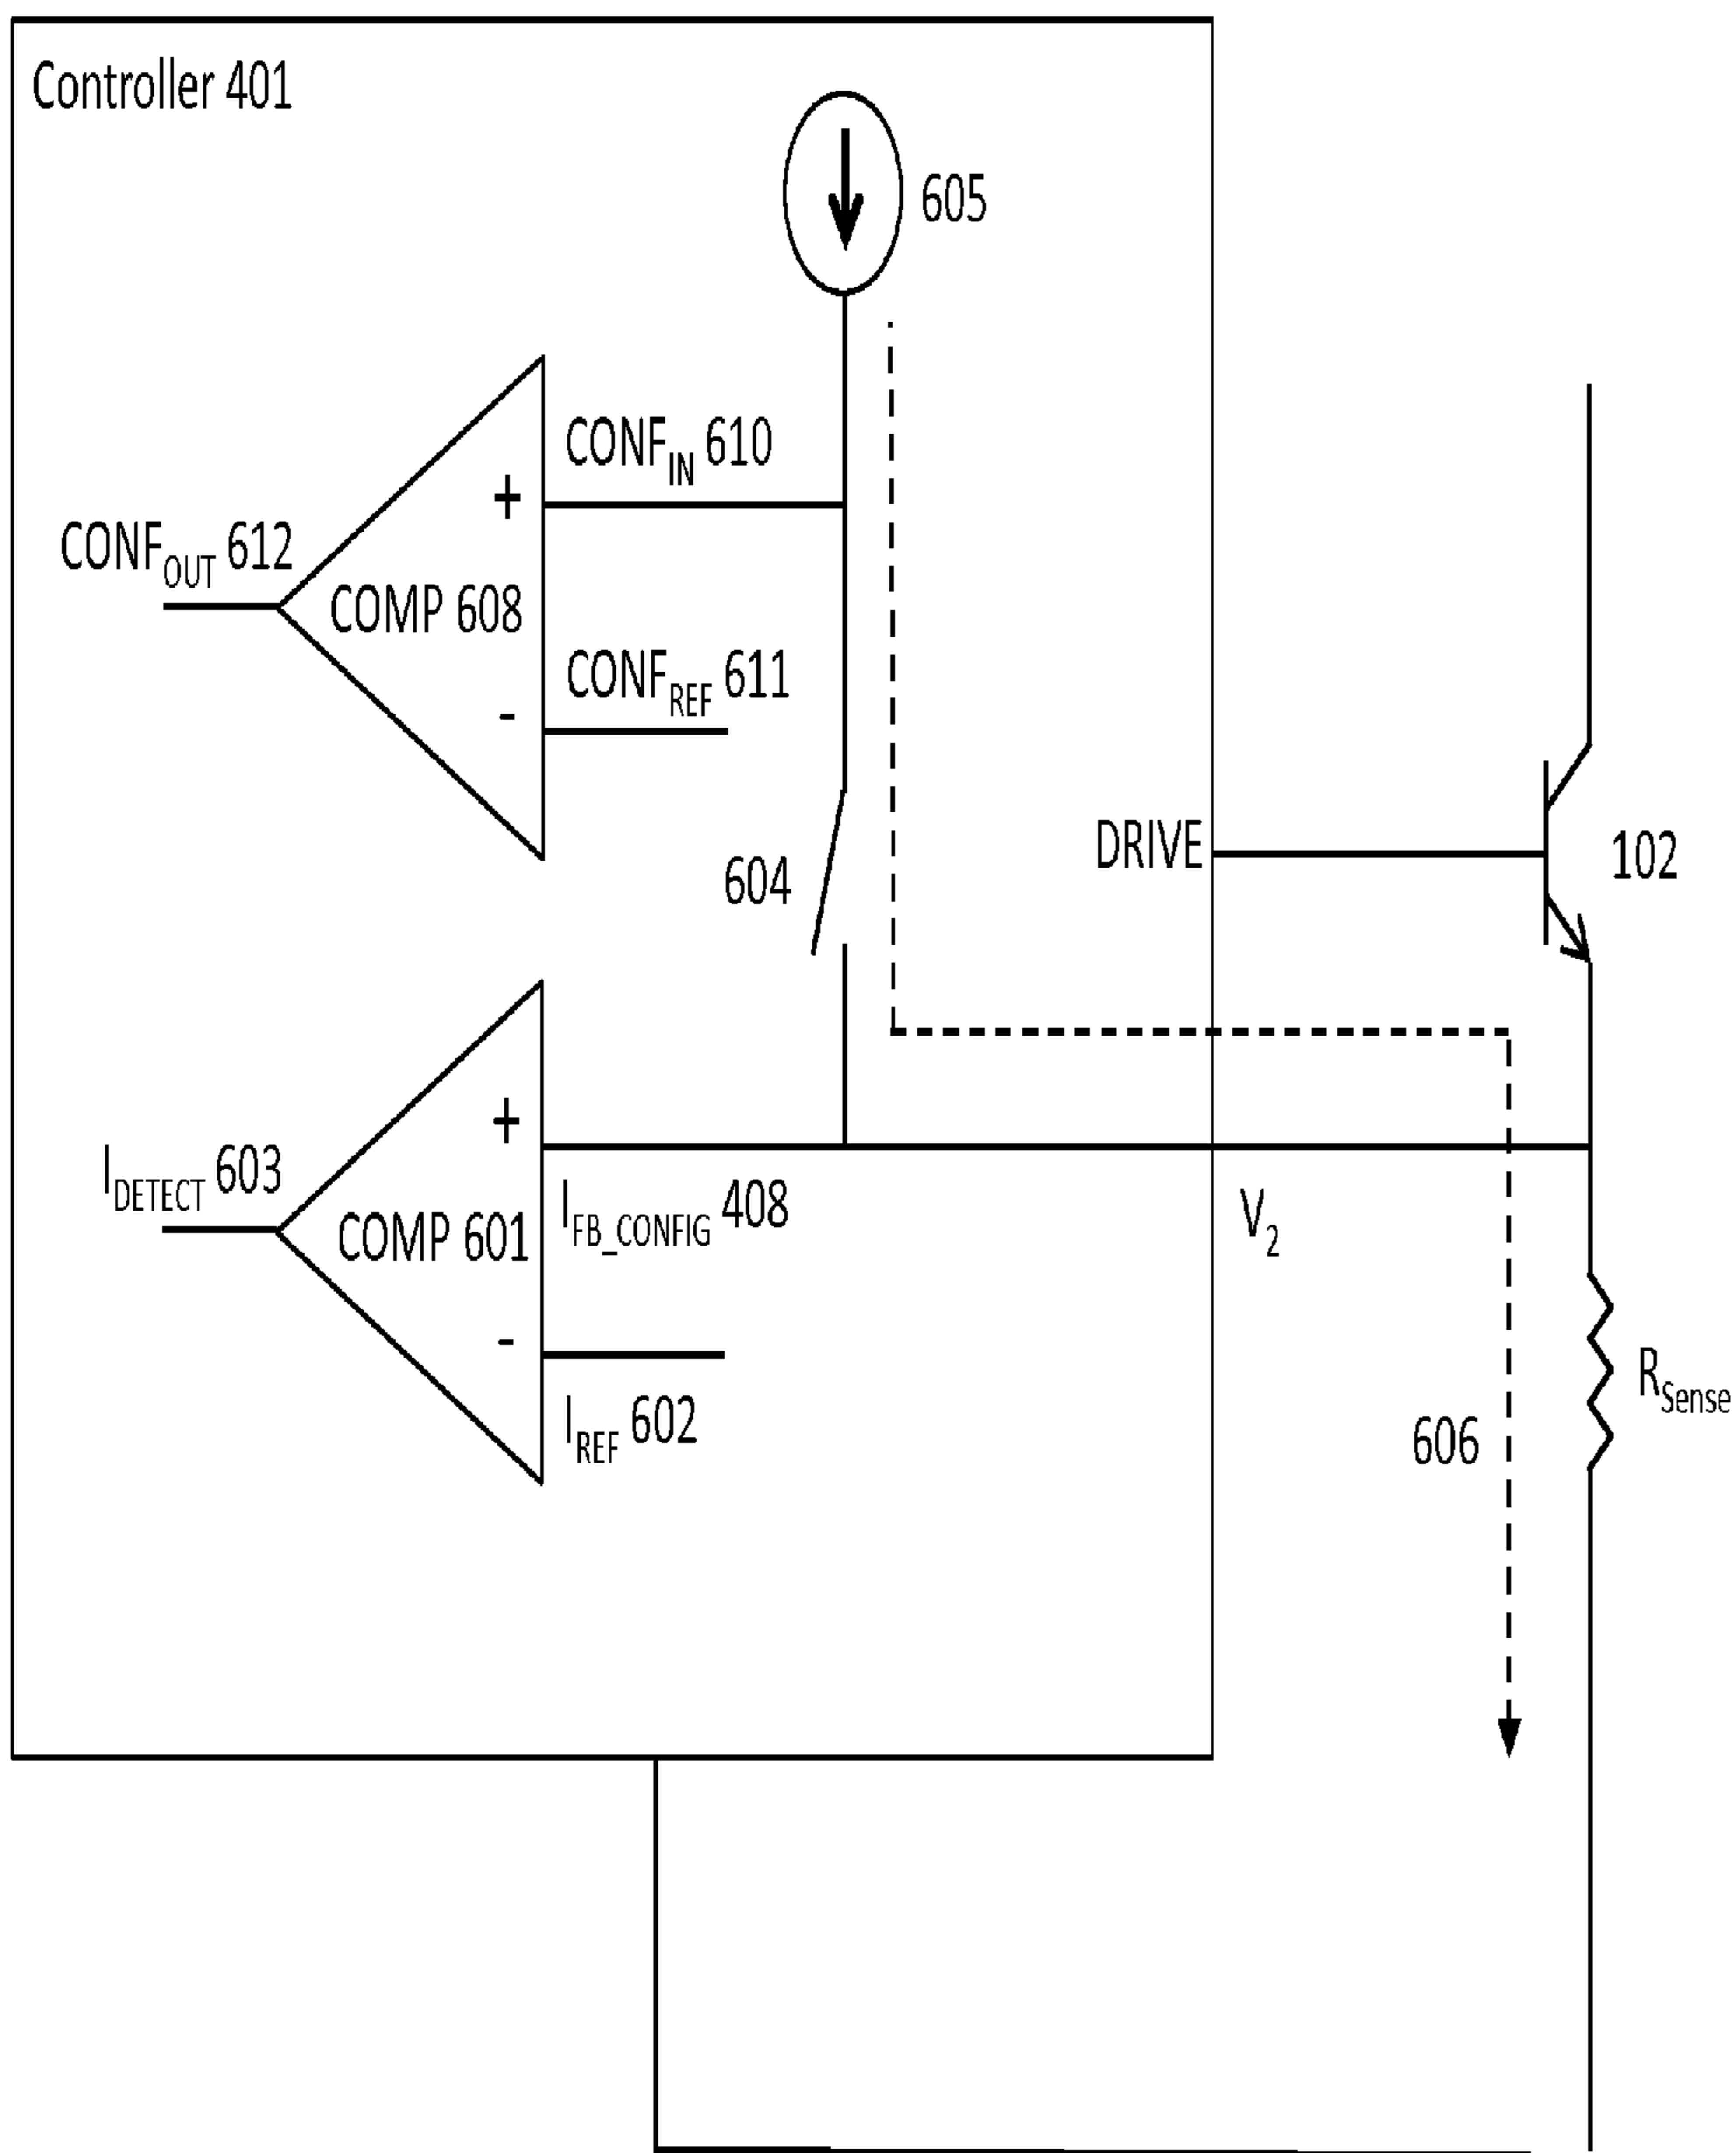 Controller 401
605
CONF_IN 610
+
CONF_OUT 612
COMP 608
CONF_REF 611
-
604
DRIVE
102
+
I_DETECT 603
I_FB_CONFIG 408
COMP 601
V_2
-
I_REF 602
606
R_Sense